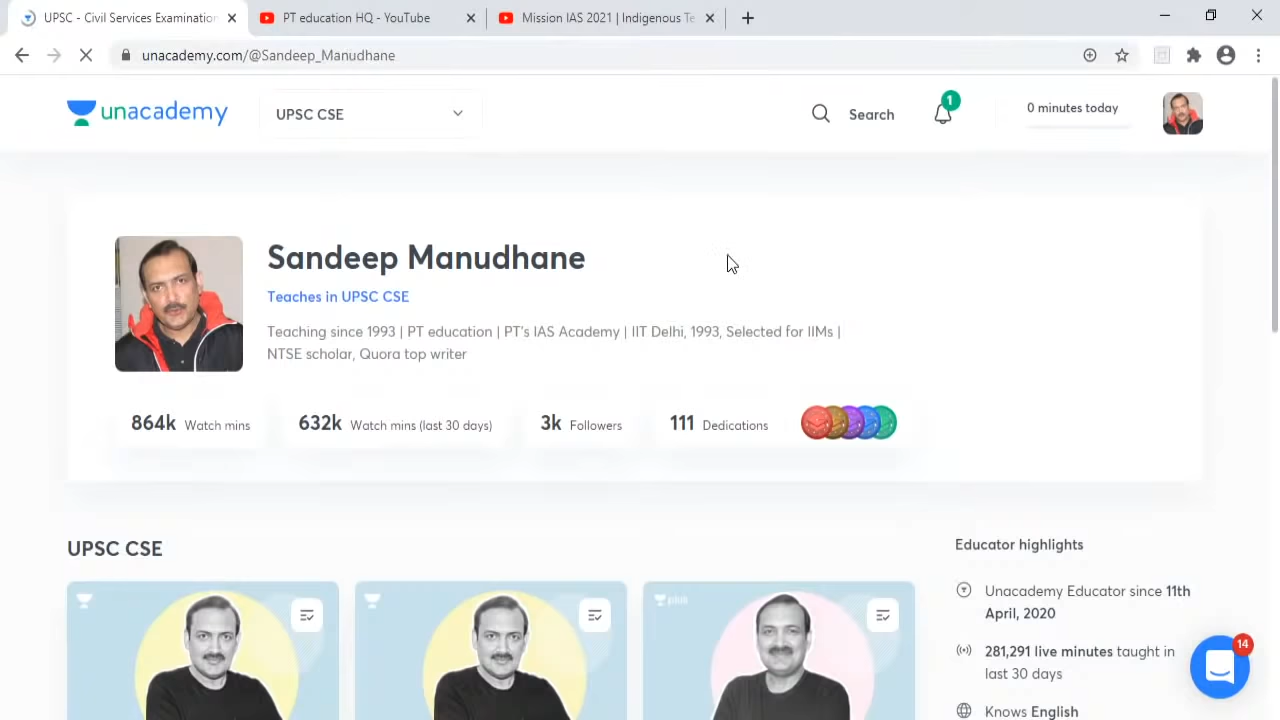 UPSC - Civil Services Examination
PT education HQ - YouTube
Mission IAS 2021 | Indigenous Te
unacademy.com/@Sandeep_Manudhane
unacademy
UPSC CSE
Search
1
0 minutes today
Sandeep Manudhane
Teaches in UPSC CSE
Teaching since 1993 | PT education | PT's IAS Academy | IIT Delhi, 1993, Selected for IIMs |
NTSE scholar, Quora top writer
864k Watch mins
632k Watch mins (last 30 days)
3k Followers
111 Dedications
UPSC CSE
Educator highlights
Unacademy Educator since 11th
April, 2020
281,291 live minutes taught in
last 30 days
Knows English
14